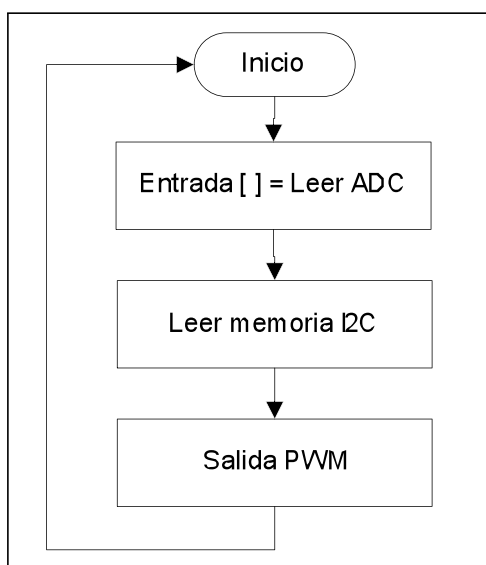 Inicio
Entrada [ ] = Leer ADC
Leer memoria I2C
Salida PWM